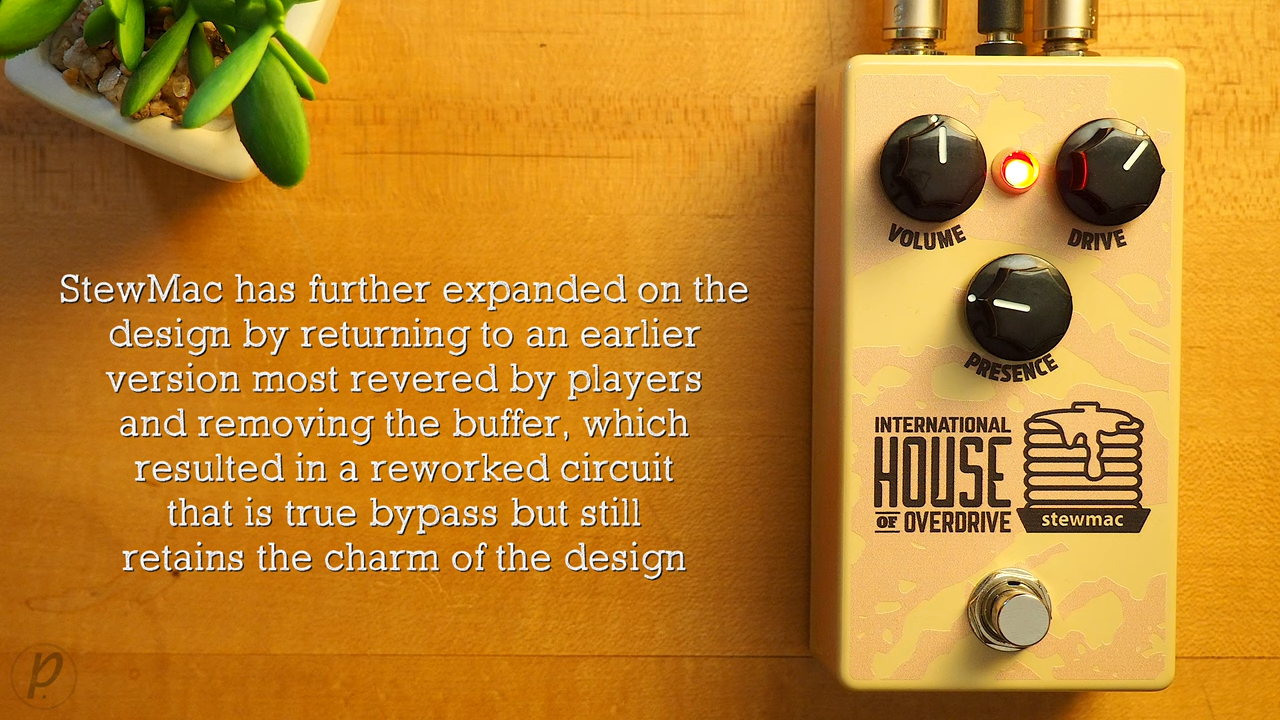 StewMac has further expanded on the
design by returning to an earlier
version most revered by players
and removing the buffer, which
resulted in a reworked circuit
that is true bypass but still
retains the charm of the design
VOLUME
DRIVE
PRESENCE
INTERNATIONAL
HOUSE
OF OVERDRIVE
stewmac
p